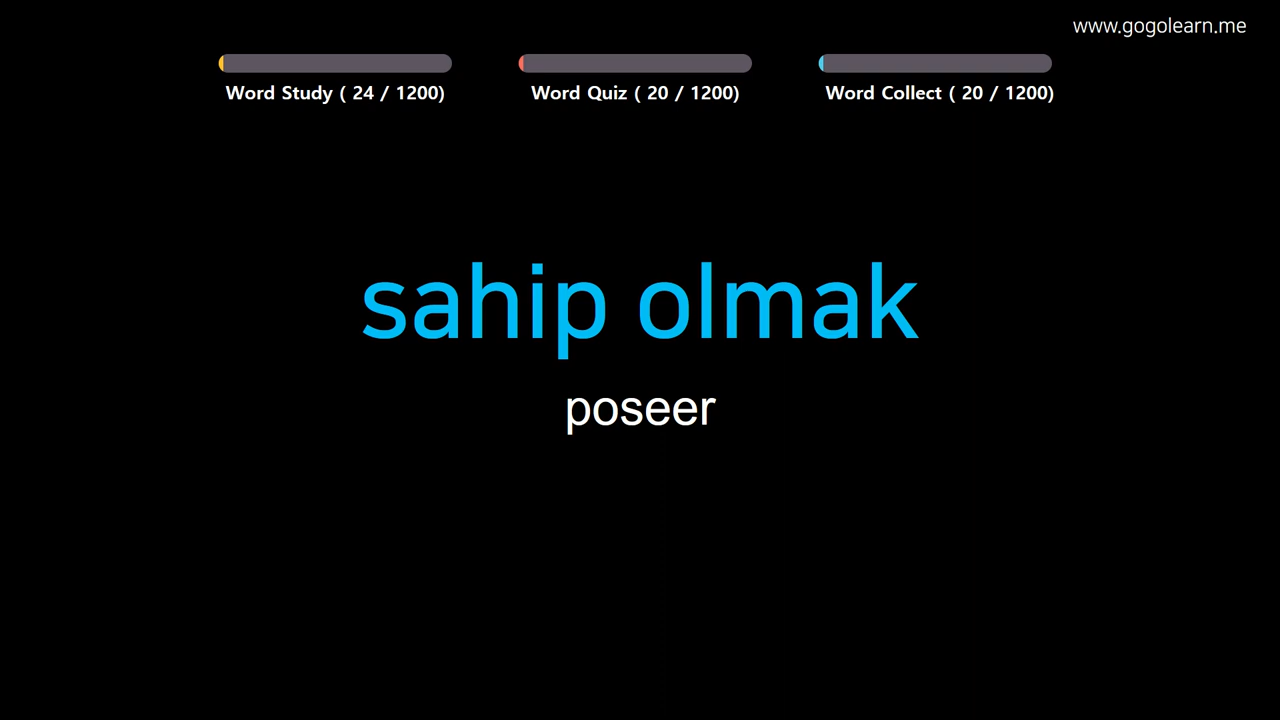 www.gogolearn.me
Word Study ( 24 / 1200)
Word Quiz ( 20 / 1200)
Word Collect ( 20 / 1200)
sahip olmak
poseer